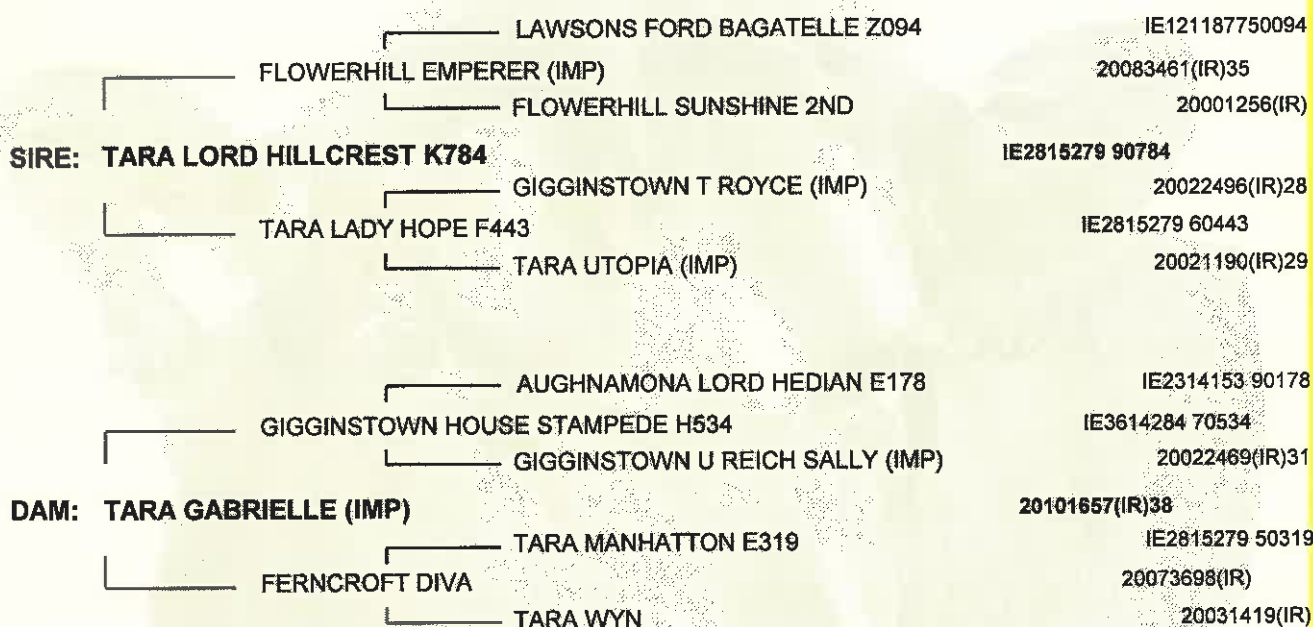 LAWSONS FORD BAGATELLE Z094 IE121187750094
FLOWERHILL EMPERER (IMP) 20083461(IR)35
FLOWERHILL SUNSHINE 2ND 20001256(IR)
SIRE: TARA LORD HILLCREST K784 IE2815279 90784
GIGGINSTOWN T ROYCE (IMP) 20022496(IR)28
TARA LADY HOPE F443 IE2815279 60443
TARA UTOPIA (IMP) 20021190(IR)29
AUGHNAMONA LORD HEDIAN E178 IE2314153 90178
GIGGINSTOWN HOUSE STAMPEDE H534 IE3614284 70534
GIGGINSTOWN U REICH SALLY (IMP) 20022469(IR)31
DAM: TARA GABRIELLE (IMP) 20101657(IR)38
TARA MANHATTON E319 IE2815279 50319
FERNCROFT DIVA 20073698(IR)
TARA WYN 20031419(IR)